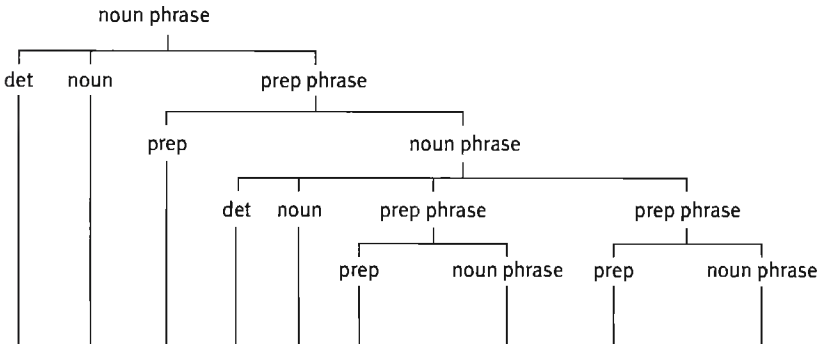 noun phrase
det noun prep phrase
prep noun phrase
det noun prep phrase prep phrase
prep noun phrase prep noun phrase